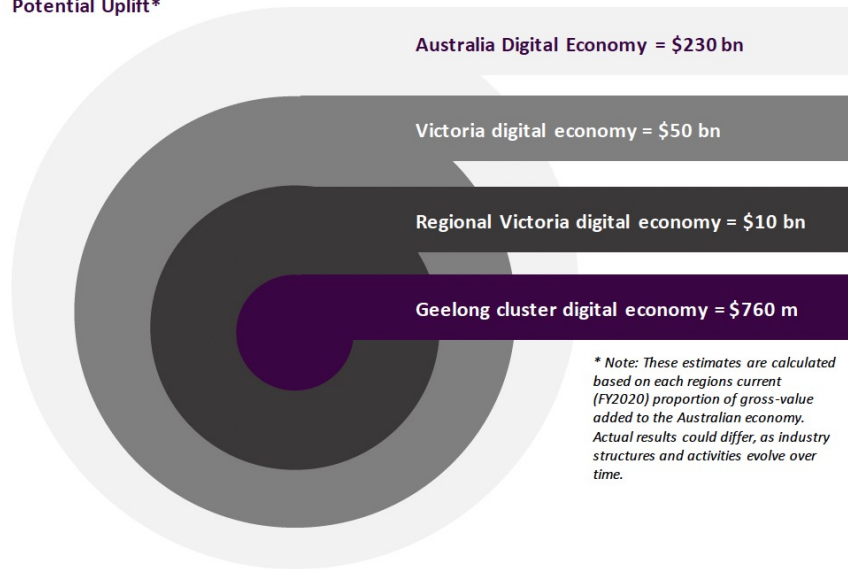 Potential Uplift*
Australia Digital Economy = $230 bn
Victoria digital economy = $50 bn
Regional Victoria digital economy = $10 bn
Geelong cluster digital economy = $760 m
* Note: These estimates are calculated
based on each regions current
(FY2020) proportion of gross-value
added to the Australian economy.
Actual results could differ, as industry
structures and activities evolve over
time.